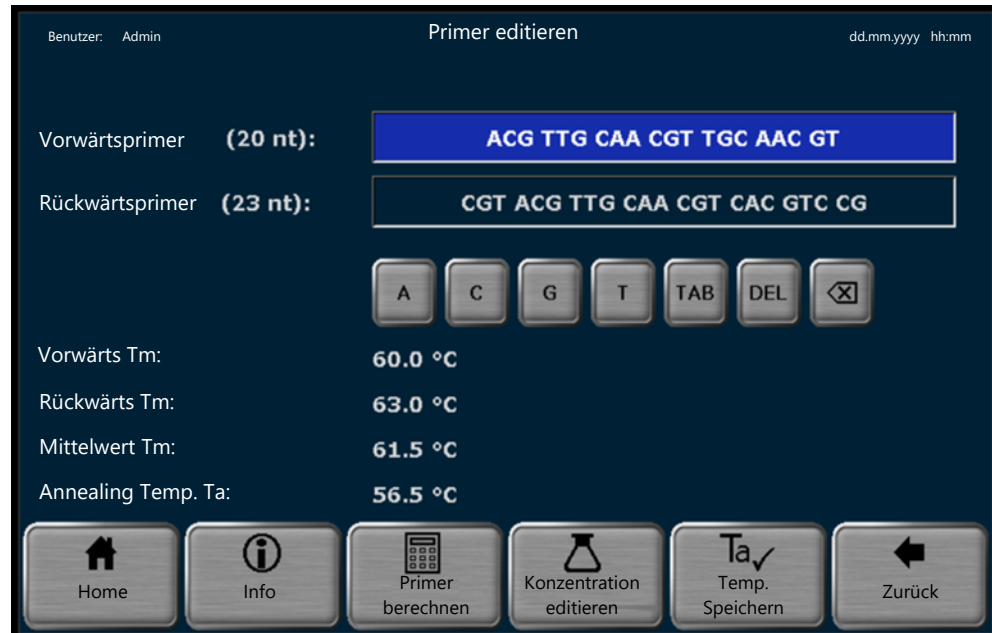 Benutzer: Admin Primer editieren dd.mm.yyyy hh:mm
Vorwärtsprimer (20 nt): ACG TTG CAA CGT TGC AAC GT
Rückwärtsprimer (23 nt): CGT ACG TTG CAA CGT CAC GTC CG
A C G T TAB DEL
Vorwärts Tm: 60.0 °C
Rückwärts Tm: 63.0 °C
Mittelwert Tm: 61.5 °C
Annealing Temp. Ta: 56.5 °C
Home
Info
Primer
berechnen
Konzentration
editieren
Ta
Temp.
Speichern
Zurück